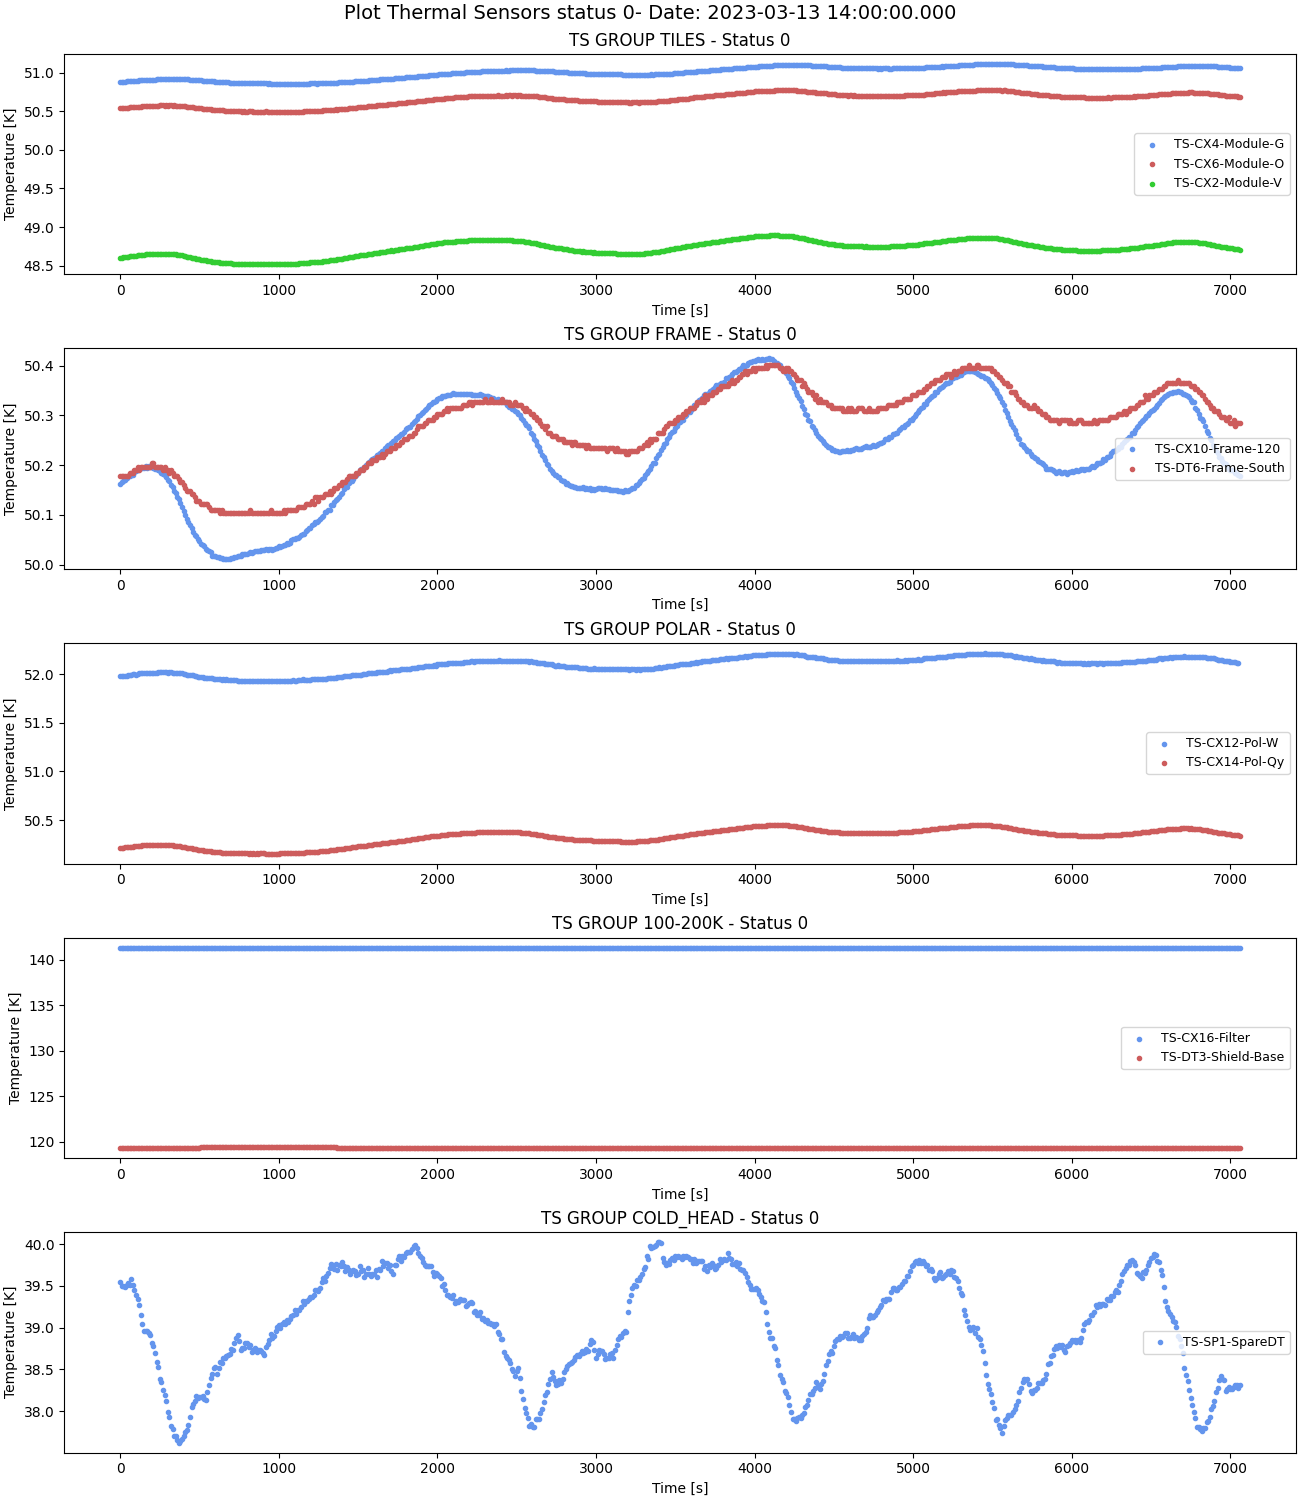 Plot Thermal Sensors status 0- Date: 2023-03-13 14:00:00.000
TS GROUP TILES - Status 0
Temperature [K]
51.0
50.5
50.0
49.5
49.0
48.5
TS-CX4-Module-G
TS-CX6-Module-O
TS-CX2-Module-V
0 1000 2000 3000 4000 5000 6000 7000
Time [s]
TS GROUP FRAME - Status 0
Temperature [K]
50.4
50.3
50.2
50.1
50.0
TS-CX10-Frame-120
TS-DT6-Frame-South
0 1000 2000 3000 4000 5000 6000 7000
Time [s]
TS GROUP POLAR - Status 0
Temperature [K]
52.0
51.5
51.0
50.5
TS-CX12-Pol-W
TS-CX14-Pol-Qy
0 1000 2000 3000 4000 5000 6000 7000
Time [s]
TS GROUP 100-200K - Status 0
Temperature [K]
140
135
130
125
120
TS-CX16-Filter
TS-DT3-Shield-Base
0 1000 2000 3000 4000 5000 6000 7000
Time [s]
TS GROUP COLD_HEAD - Status 0
Temperature [K]
40.0
39.5
39.0
38.5
38.0
TS-SP1-SpareDT
0 1000 2000 3000 4000 5000 6000 7000
Time [s]